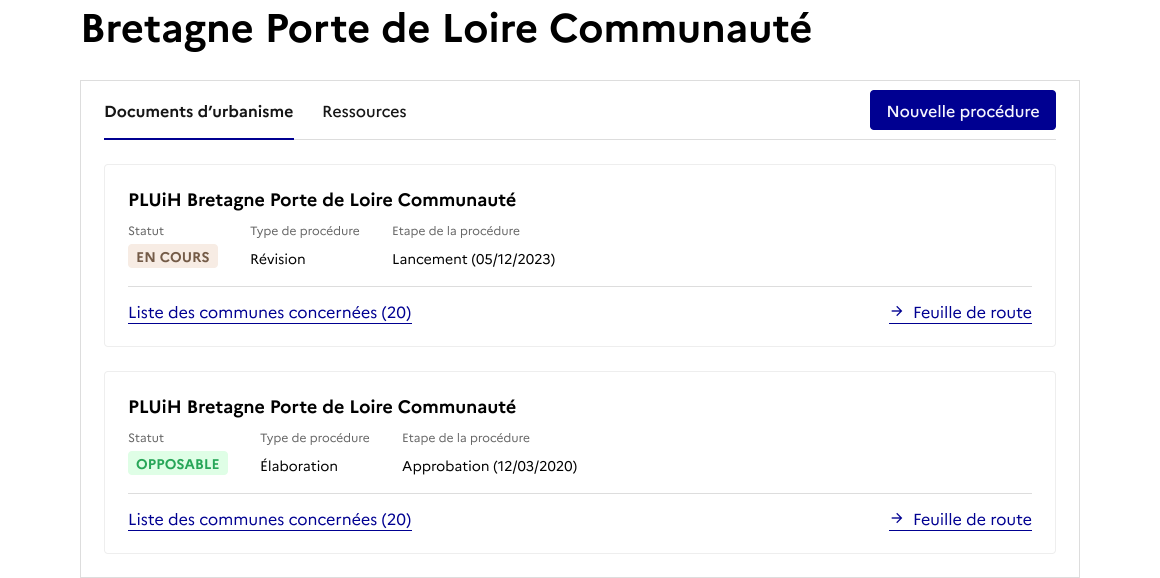 Bretagne Porte de Loire Communauté
Documents d’urbanisme Ressources Nouvelle procédure
PLUiH Bretagne Porte de Loire Communauté
Statut Type de procédure Etape de la procédure
EN COURS Révision Lancement (05/12/2023)
Liste des communes concernées (20) → Feuille de route
PLUiH Bretagne Porte de Loire Communauté
Statut Type de procédure Etape de la procédure
OPPOSABLE Élaboration Approbation (12/03/2020)
Liste des communes concernées (20) → Feuille de route